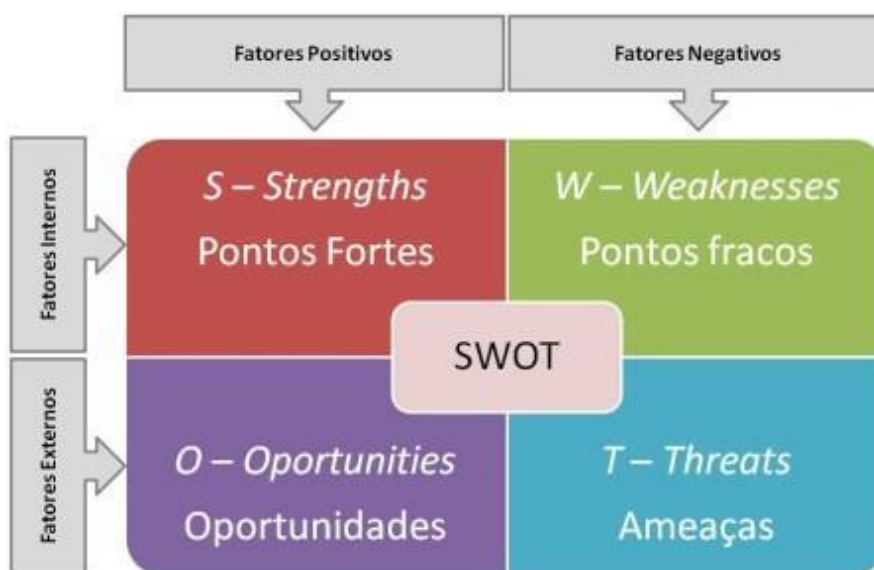 Fatores Positivos
Fatores Negativos
Fatores Internos
S – Strengths
Pontos Fortes
W – Weaknesses
Pontos fracos
SWOT
Fatores Externos
O – Oportunities
Oportunidades
T – Threats
Ameaças